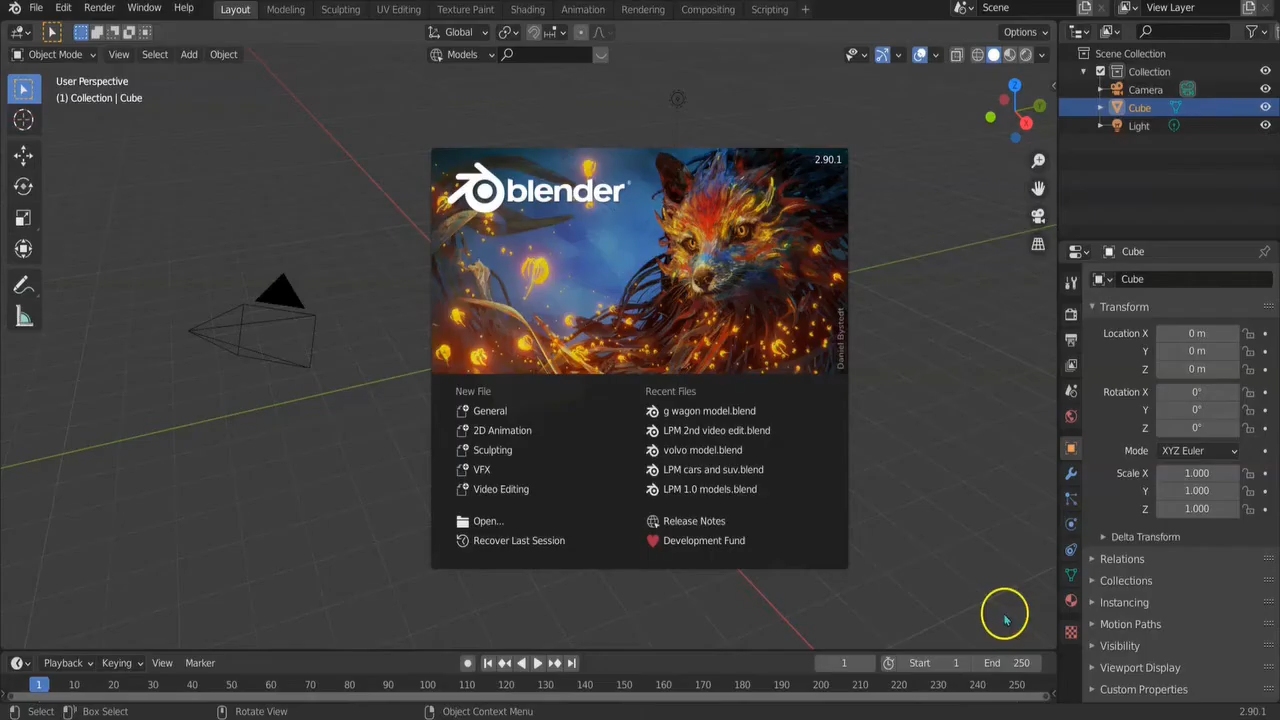 File Edit Render Window Help Layout Modeling Sculpting UV Editing Texture Paint Shading Animation Rendering Compositing Scripting + Scene View Layer
Global Options
Object Mode View Select Add Object Models
User Perspective
(1) Collection | Cube
Z
Y
X
Scene Collection
Collection
Camera
Cube
Light
blender
2.90.1
Daniel Bystedt
New File
General
2D Animation
Sculpting
VFX
Video Editing
Open...
Recover Last Session
Recent Files
g wagon model.blend
LPM 2nd video edit.blend
volvo model.blend
LPM cars and suv.blend
LPM 1.0 models.blend
Release Notes
Development Fund
Cube
Cube
Transform
Location X 0 m
Y 0 m
Z 0 m
Rotation X 0°
Y 0°
Z 0°
Mode XYZ Euler
Scale X 1.000
Y 1.000
Z 1.000
Delta Transform
Relations
Collections
Instancing
Motion Paths
Visibility
Viewport Display
Custom Properties
Playback Keying View Marker 1 Start 1 End 250
1 10 20 30 40 50 60 70 80 90 100 110 120 130 140 150 160 170 180 190 200 210 220 230 240 250
Select Box Select Rotate View Object Context Menu 2.90.1